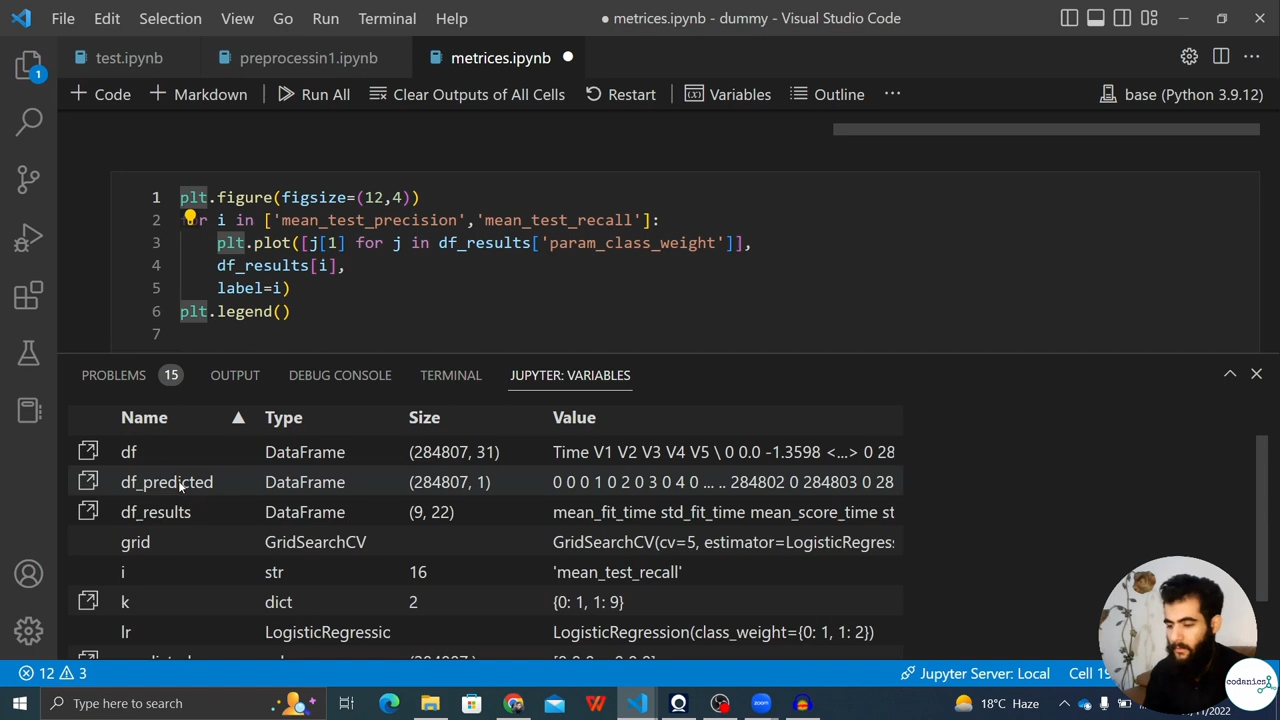 File Edit Selection View Go Run Terminal Help
● metrices.ipynb - dummy - Visual Studio Code
test.ipynb preprocessin1.ipynb metrices.ipynb
1
+ Code + Markdown Run All Clear Outputs of All Cells Restart Variables Outline ... base (Python 3.9.12)
1 plt.figure(figsize=(12,4))
2 r i in ['mean_test_precision','mean_test_recall']:
3 plt.plot([j[1] for j in df_results['param_class_weight']],
4 df_results[i],
5 label=i)
6 plt.legend()
7
PROBLEMS 15 OUTPUT DEBUG CONSOLE TERMINAL JUPYTER: VARIABLES
Name Type Size Value
df DataFrame (284807, 31) Time V1 V2 V3 V4 V5 \ 0 0.0 -1.3598 <...> 0 28
df_predicted DataFrame (284807, 1) 0 0 0 1 0 2 0 3 0 4 0 ... .. 284802 0 284803 0 28
df_results DataFrame (9, 22) mean_fit_time std_fit_time mean_score_time st
grid GridSearchCV GridSearchCV(cv=5, estimator=LogisticRegres
i str 16 'mean_test_recall'
k dict 2 {0: 1, 1: 9}
lr LogisticRegressic LogisticRegression(class_weight={0: 1, 1: 2})
12 3 Jupyter Server: Local Cell 19
codanics
Type here to search 18°C Haze
11/2022